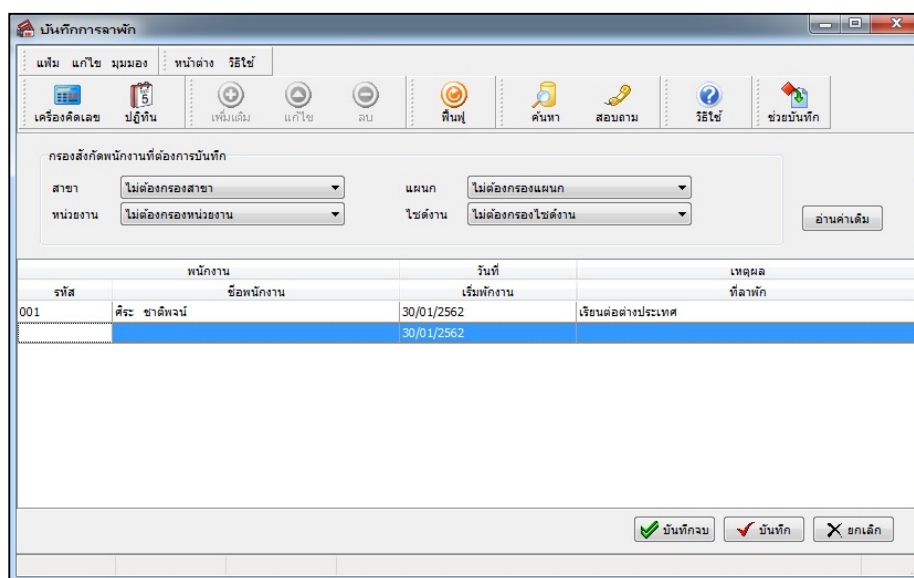 บันทึกการลาพัก
แฟ้ม แก้ไข มุมมอง หน้าต่าง วิธีใช้
5
เครื่องคิดเลข ปฏิทิน เพิ่มเติม แก้ไข ลบ พื้นฟู ค้นหา สอบถาม วิธีใช้ ช่วยบันทึก
กรองสังกัดพนักงานที่ต้องการบันทึก
สาขา ไม่ต้องกรองสาขา แผนก ไม่ต้องกรองแผนก
หน่วยงาน ไม่ต้องกรองหน่วยงาน ไซต์งาน ไม่ต้องกรองไซต์งาน
อ่านค่าเดิม
พนักงาน วันที่ เหตุผล
รหัส ชื่อพนักงาน เริ่มพักงาน ที่ลาพัก
001 ศิระ ชาติพจน์ 30/01/2562 เรียนต่อต่างประเทศ
30/01/2562
บันทึกจบ บันทึก ยกเลิก